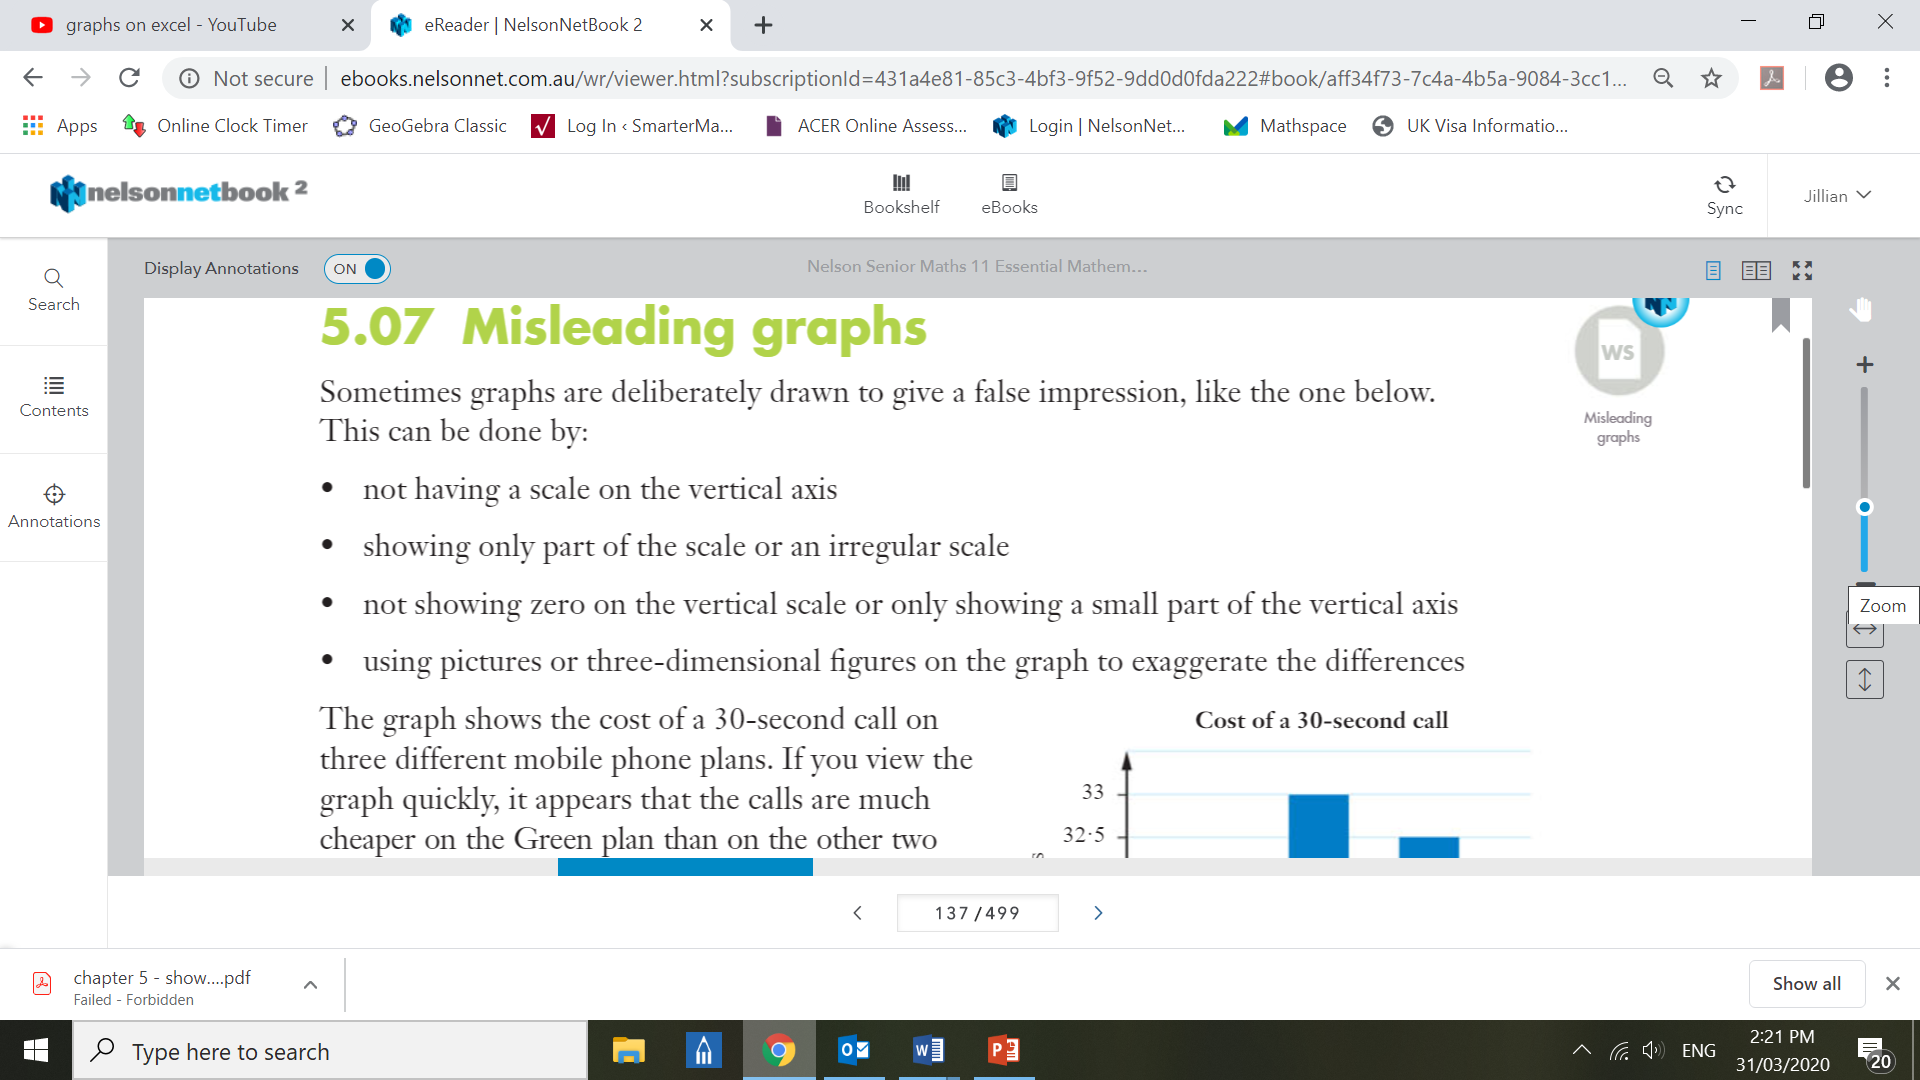 graphs on excel - YouTube
eReader | NelsonNetBook 2
Not secure
ebooks.nelsonnet.com.au/wr/viewer.html?subscriptionId=431a4e81-85c3-4bf3-9f52-9dd0d0fda222#book/aff34f73-7c4a-4b5a-9084-3cc1...
Apps
Online Clock Timer
GeoGebra Classic
Log In ‹ SmarterMa...
ACER Online Assess...
Login | NelsonNet...
Mathspace
UK Visa Informatio...
nelsonnetbook 2
Bookshelf
eBooks
Sync
Jillian
Search
Contents
Annotations
Display Annotations
ON
Nelson Senior Maths 11 Essential Mathem...
5.07 Misleading graphs
WS
Misleading
graphs
Sometimes graphs are deliberately drawn to give a false impression, like the one below.
This can be done by:
• not having a scale on the vertical axis
• showing only part of the scale or an irregular scale
• not showing zero on the vertical scale or only showing a small part of the vertical axis
• using pictures or three-dimensional figures on the graph to exaggerate the differences
The graph shows the cost of a 30-second call on
three different mobile phone plans. If you view the
graph quickly, it appears that the calls are much
cheaper on the Green plan than on the other two
Cost of a 30-second call
33
32·5
Zoom
137 / 499
chapter 5 - show....pdf
Failed - Forbidden
Show all
Type here to search
ENG
2:21 PM
31/03/2020
20